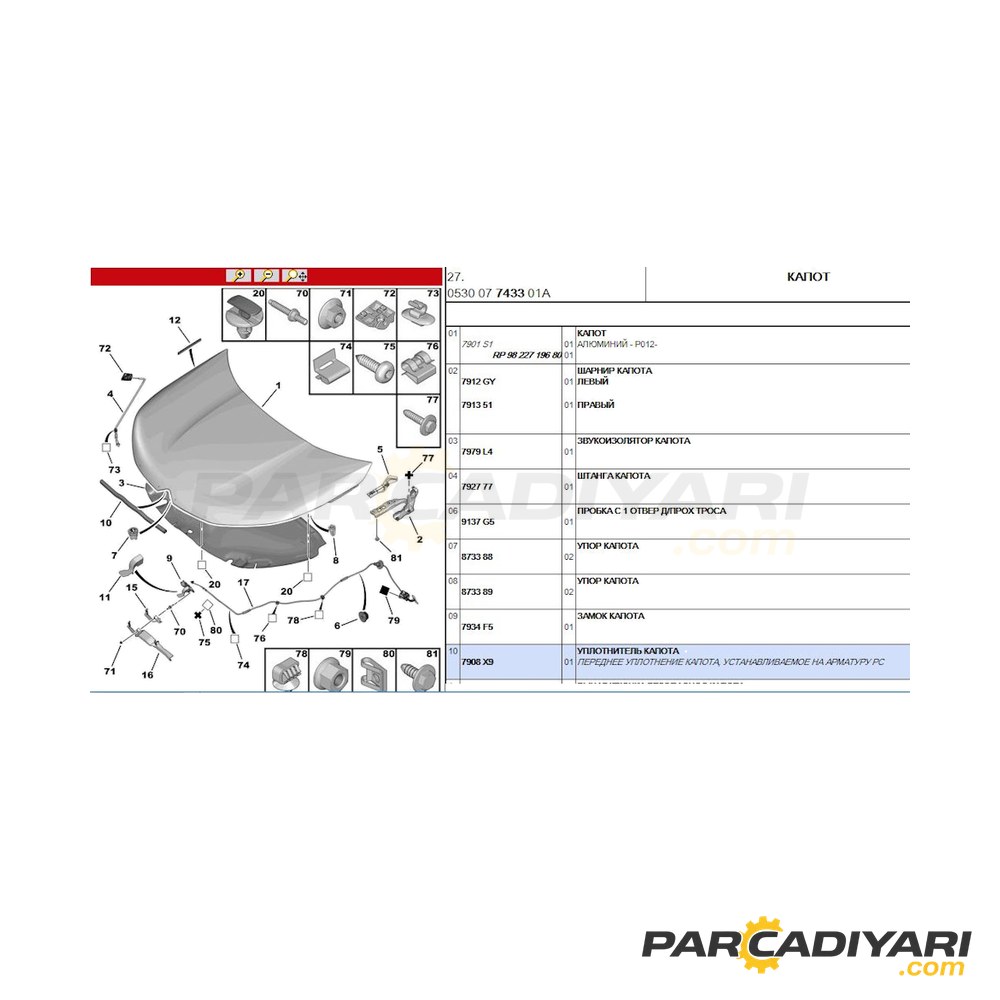 27.
КАПОТ
0530 07 7433 01A
20 70 71 72 73
74 75 76
77
12
72
1
4
73
5
77
3
10
7
8
81
2
9
20
20
17
11
15
80
78
6
79
70
75
76
71
74
16
78 79 80 81
01 КАПОТ
7901 S1 01 АЛЮМИНИЙ - P012-
RP 98 227 196 80 01
02 ШАРНИР КАПОТА
7912 GY 01 ЛЕВЫЙ
7913 51 01 ПРАВЫЙ
03 ЗВУКОИЗОЛЯТОР КАПОТА
7979 L4 01
04 ШТАНГА КАПОТА
7927 77 01
06 ПРОБКА С 1 ОТВЕР Д/ПРОХ ТРОСА
9137 G5 01
07 УПОР КАПОТА
8733 88 02
08 УПОР КАПОТА
8733 89 02
09 ЗАМОК КАПОТА
7934 F5 01
10 УПЛОТНИТЕЛЬ КАПОТА
7908 X9 01 ПЕРЕДНЕЕ УПЛОТНЕНИЕ КАПОТА, УСТАНАВЛИВАЕМОЕ НА АРМАТУРУ РС
PARCADIYARI
.com
PARCADIYARI
.com